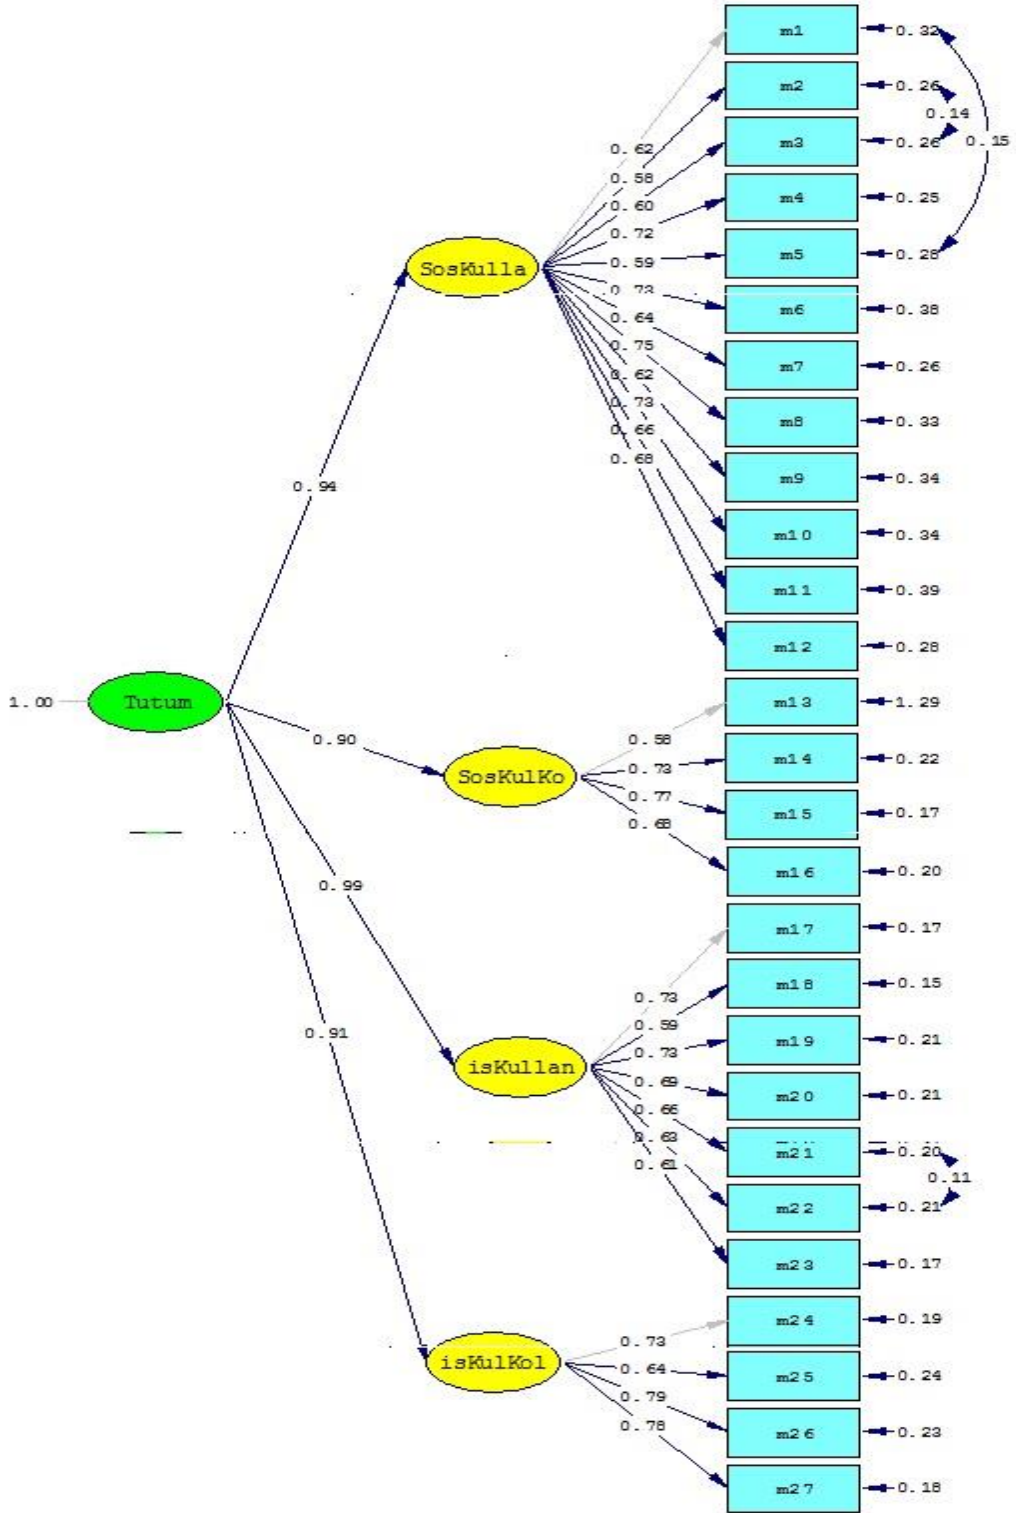 m1 0.32
m2 0.26
0.14
m3 0.26
0.15
m4 0.25
m5 0.28
m6 0.38
m7 0.26
m8 0.33
m9 0.34
m10 0.34
m11 0.39
m12 0.28
m13 1.29
m14 0.22
m15 0.17
m16 0.20
m17 0.17
m18 0.15
m19 0.21
m20 0.21
m21 0.20
0.11
m22 0.21
m23 0.17
m24 0.19
m25 0.24
m26 0.23
m27 0.18
0.62
0.58
0.60
0.72
0.59
0.73
0.64
0.75
0.62
0.73
0.66
0.68
SosKulla
0.94
1.00 Tutum
0.90
SosKulKo
0.58
0.73
0.77
0.68
0.99
isKullan
0.73
0.59
0.73
0.69
0.66
0.63
0.61
0.91
isKulKol
0.73
0.64
0.79
0.78